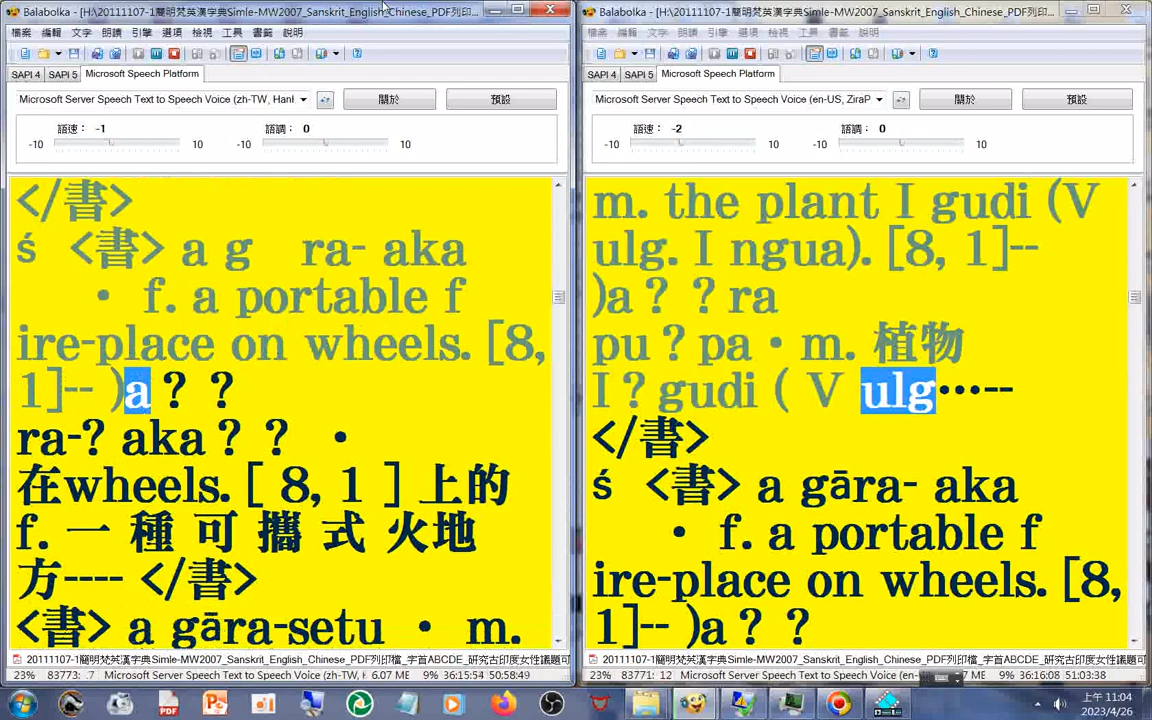 Balabolka - [H:\20111107-1簡明梵英漢字典Simle-MW2007_Sanskrit_English_Chinese_PDF列印...
檔案 編輯 文字 朗讀 引擎 選項 檢視 工具 書籤 說明
SAPI 4 SAPI 5 Microsoft Speech Platform
Microsoft Server Speech Text to Speech Voice (zh-TW, Hanl
關於 預設
語速： -1 語調： 0
-10 10 -10 10
</書>
ś <書> a g ra- aka
• f. a portable f
ire-place on wheels. [8,
1]-- )a？？
ra-? aka？？ •
在wheels.[ 8, 1 ] 上的
f. 一 種 可 攜 式 火地
方---- </書>
<書> a gāra-setu • m.
20111107-1簡明梵英漢字典Simle-MW2007_Sanskrit_English_Chinese_PDF列印檔_字首ABCDE_研究古印度女性議題可
23% 83773: .7 Microsoft Server Speech Text to Speech Voice (zh-TW, H 6.07 ME 9% 36:15:54 50:58:49
Balabolka - [H:\20111107-1簡明梵英漢字典Simle-MW2007_Sanskrit_English_Chinese_PDF列印...
檔案 編輯 文字 朗讀 引擎 選項 檢視 工具 書籤 說明
SAPI 4 SAPI 5 Microsoft Speech Platform
Microsoft Server Speech Text to Speech Voice (en-US, ZiraP
關於 預設
語速： -2 語調： 0
-10 10 -10 10
m. the plant I gudi (V
ulg. I ngua). [8, 1]--
)a？？ra
pu？pa • m. 植物
I？gudi ( V ulg…--
</書>
ś <書> a gāra- aka
• f. a portable f
ire-place on wheels. [8,
1]-- )a？？
20111107-1簡明梵英漢字典Simle-MW2007_Sanskrit_English_Chinese_PDF列印檔_字首ABCDE_研究古印度女性議題可
23% 83771: 12 Microsoft Server Speech Text to Speech Voice (en-US, Z ME 9% 36:16:08 51:03:38
上午 11:04
2023/4/26